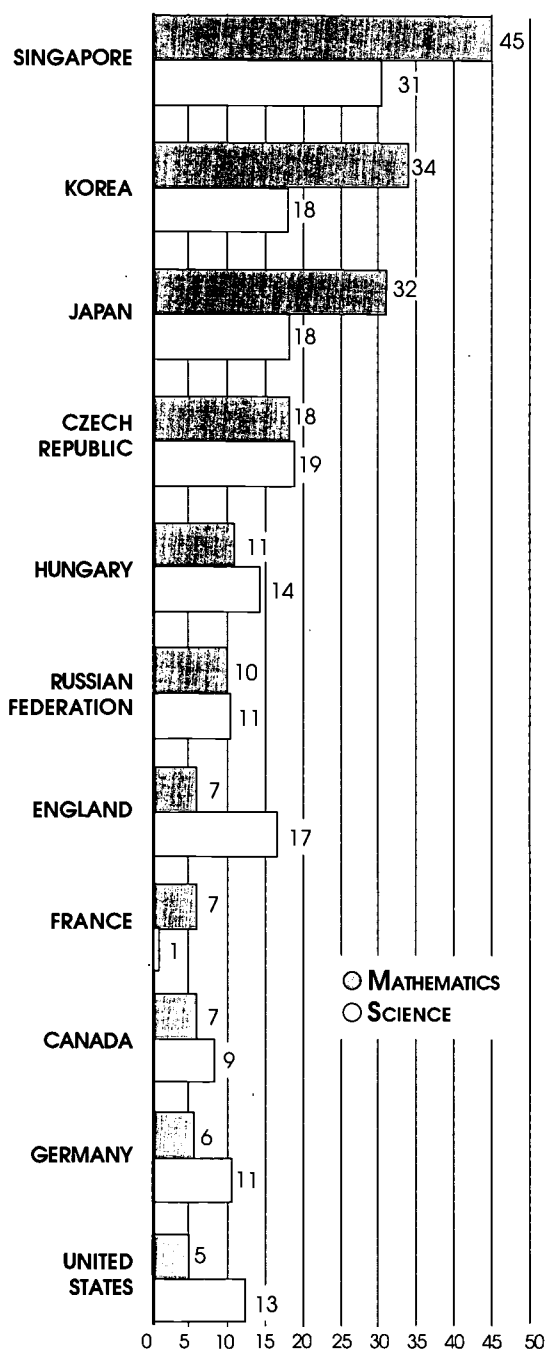 SINGAPORE
45
31
KOREA
34
18
JAPAN
32
18
CZECH
REPUBLIC
18
19
HUNGARY
11
14
RUSSIAN
FEDERATION
10
11
ENGLAND
7
17
FRANCE
7
1
MATHEMATICS
SCIENCE
CANADA
7
9
GERMANY
6
11
UNITED
STATES
5
13
0 5 10 15 20 25 30 35 40 45 50